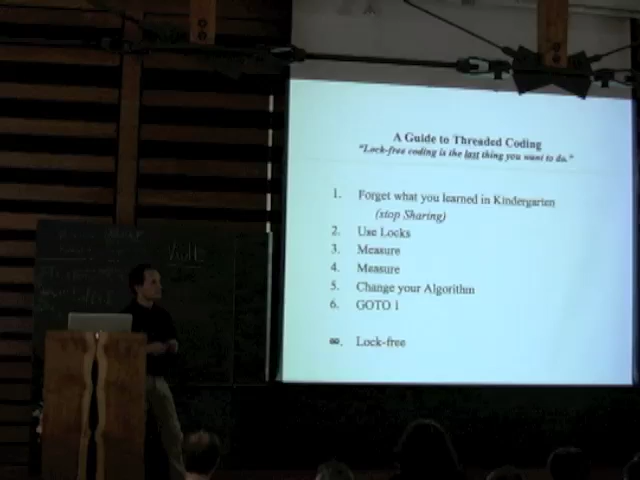 A Guide to Threaded Coding
"Lock-free coding is the last thing you want to do."
1. Forget what you learned in Kindergarten
(stop Sharing)
2. Use Locks
3. Measure
4. Measure
5. Change your Algorithm
6. GOTO 1
∞. Lock-free